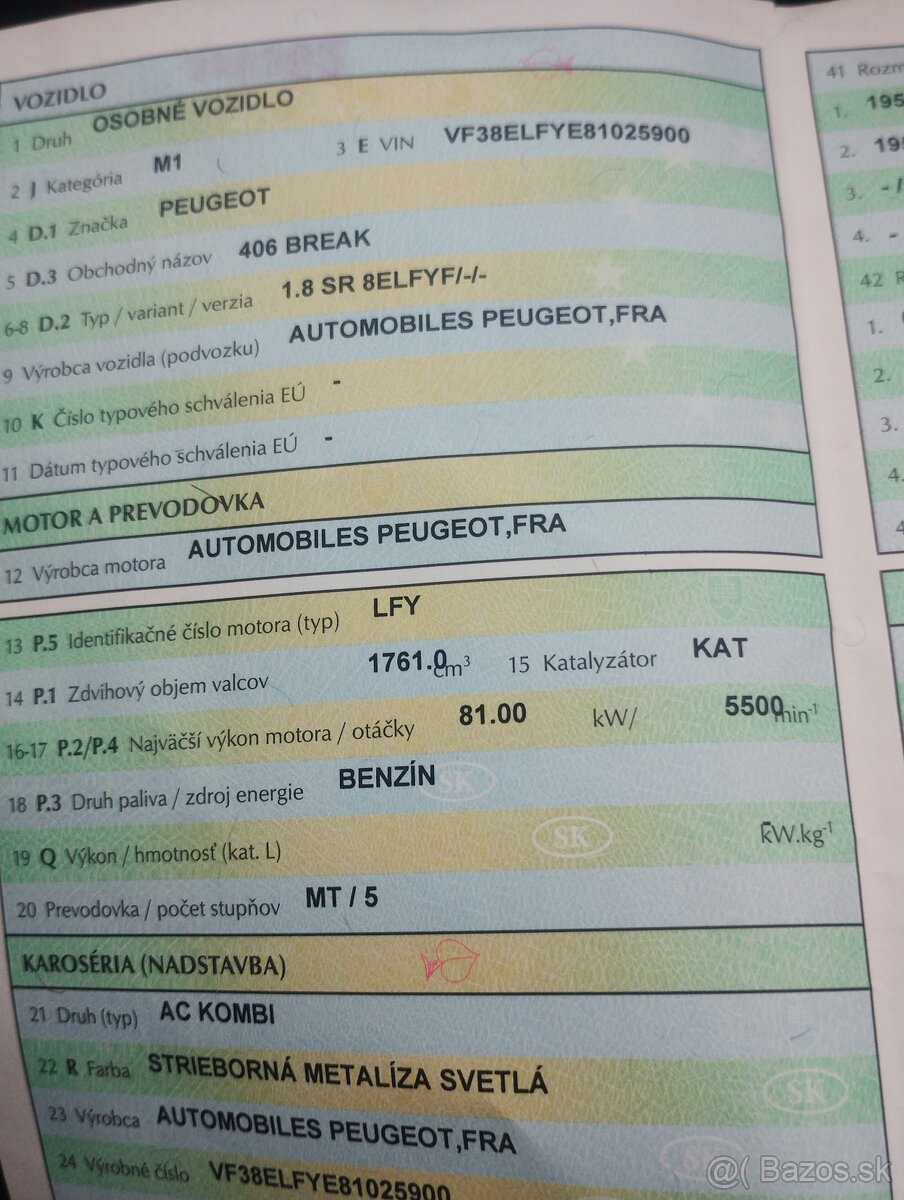 VOZIDLO
1 Druh OSOBNÉ VOZIDLO
2 J Kategória M1 3 E VIN VF38ELFYE81025900
4 D.1 Značka PEUGEOT
5 D.3 Obchodný názov 406 BREAK
6-8 D.2 Typ / variant / verzia 1.8 SR 8ELFYF/-/-
9 Výrobca vozidla (podvozku) AUTOMOBILES PEUGEOT,FRA
10 K Číslo typového schválenia EÚ -
11 Dátum typového schválenia EÚ -
MOTOR A PREVODOVKA
12 Výrobca motora AUTOMOBILES PEUGEOT,FRA
13 P.5 Identifikačné číslo motora (typ) LFY
14 P.1 Zdvihový objem valcov 1761.0 cm³ 15 Katalyzátor KAT
16-17 P.2/P.4 Najväčší výkon motora / otáčky 81.00 kW/ 5500 min⁻¹
18 P.3 Druh paliva / zdroj energie BENZÍN
SK
19 Q Výkon / hmotnosť (kat. L) - kW.kg⁻¹
SK
20 Prevodovka / počet stupňov MT / 5
KAROSÉRIA (NADSTAVBA)
21 Druh (typ) AC KOMBI
22 R Farba STRIEBORNÁ METALÍZA SVETLÁ
SK
23 Výrobca AUTOMOBILES PEUGEOT,FRA
SK
24 Výrobné číslo VF38ELFYE81025900
41 Rozm
1. 195
2. 19
3. -/
4. -
42 R
1.
2.
3.
4.
@( Bazos.sk